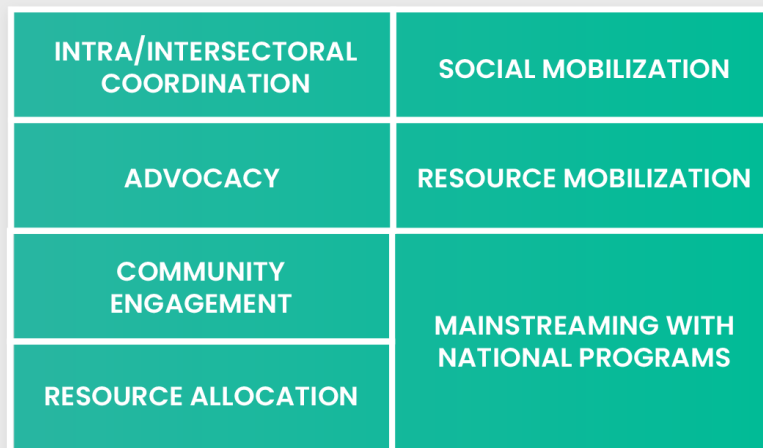 INTRA/INTERSECTORAL
COORDINATION
SOCIAL MOBILIZATION
ADVOCACY
RESOURCE MOBILIZATION
COMMUNITY
ENGAGEMENT
MAINSTREAMING WITH
NATIONAL PROGRAMS
RESOURCE ALLOCATION